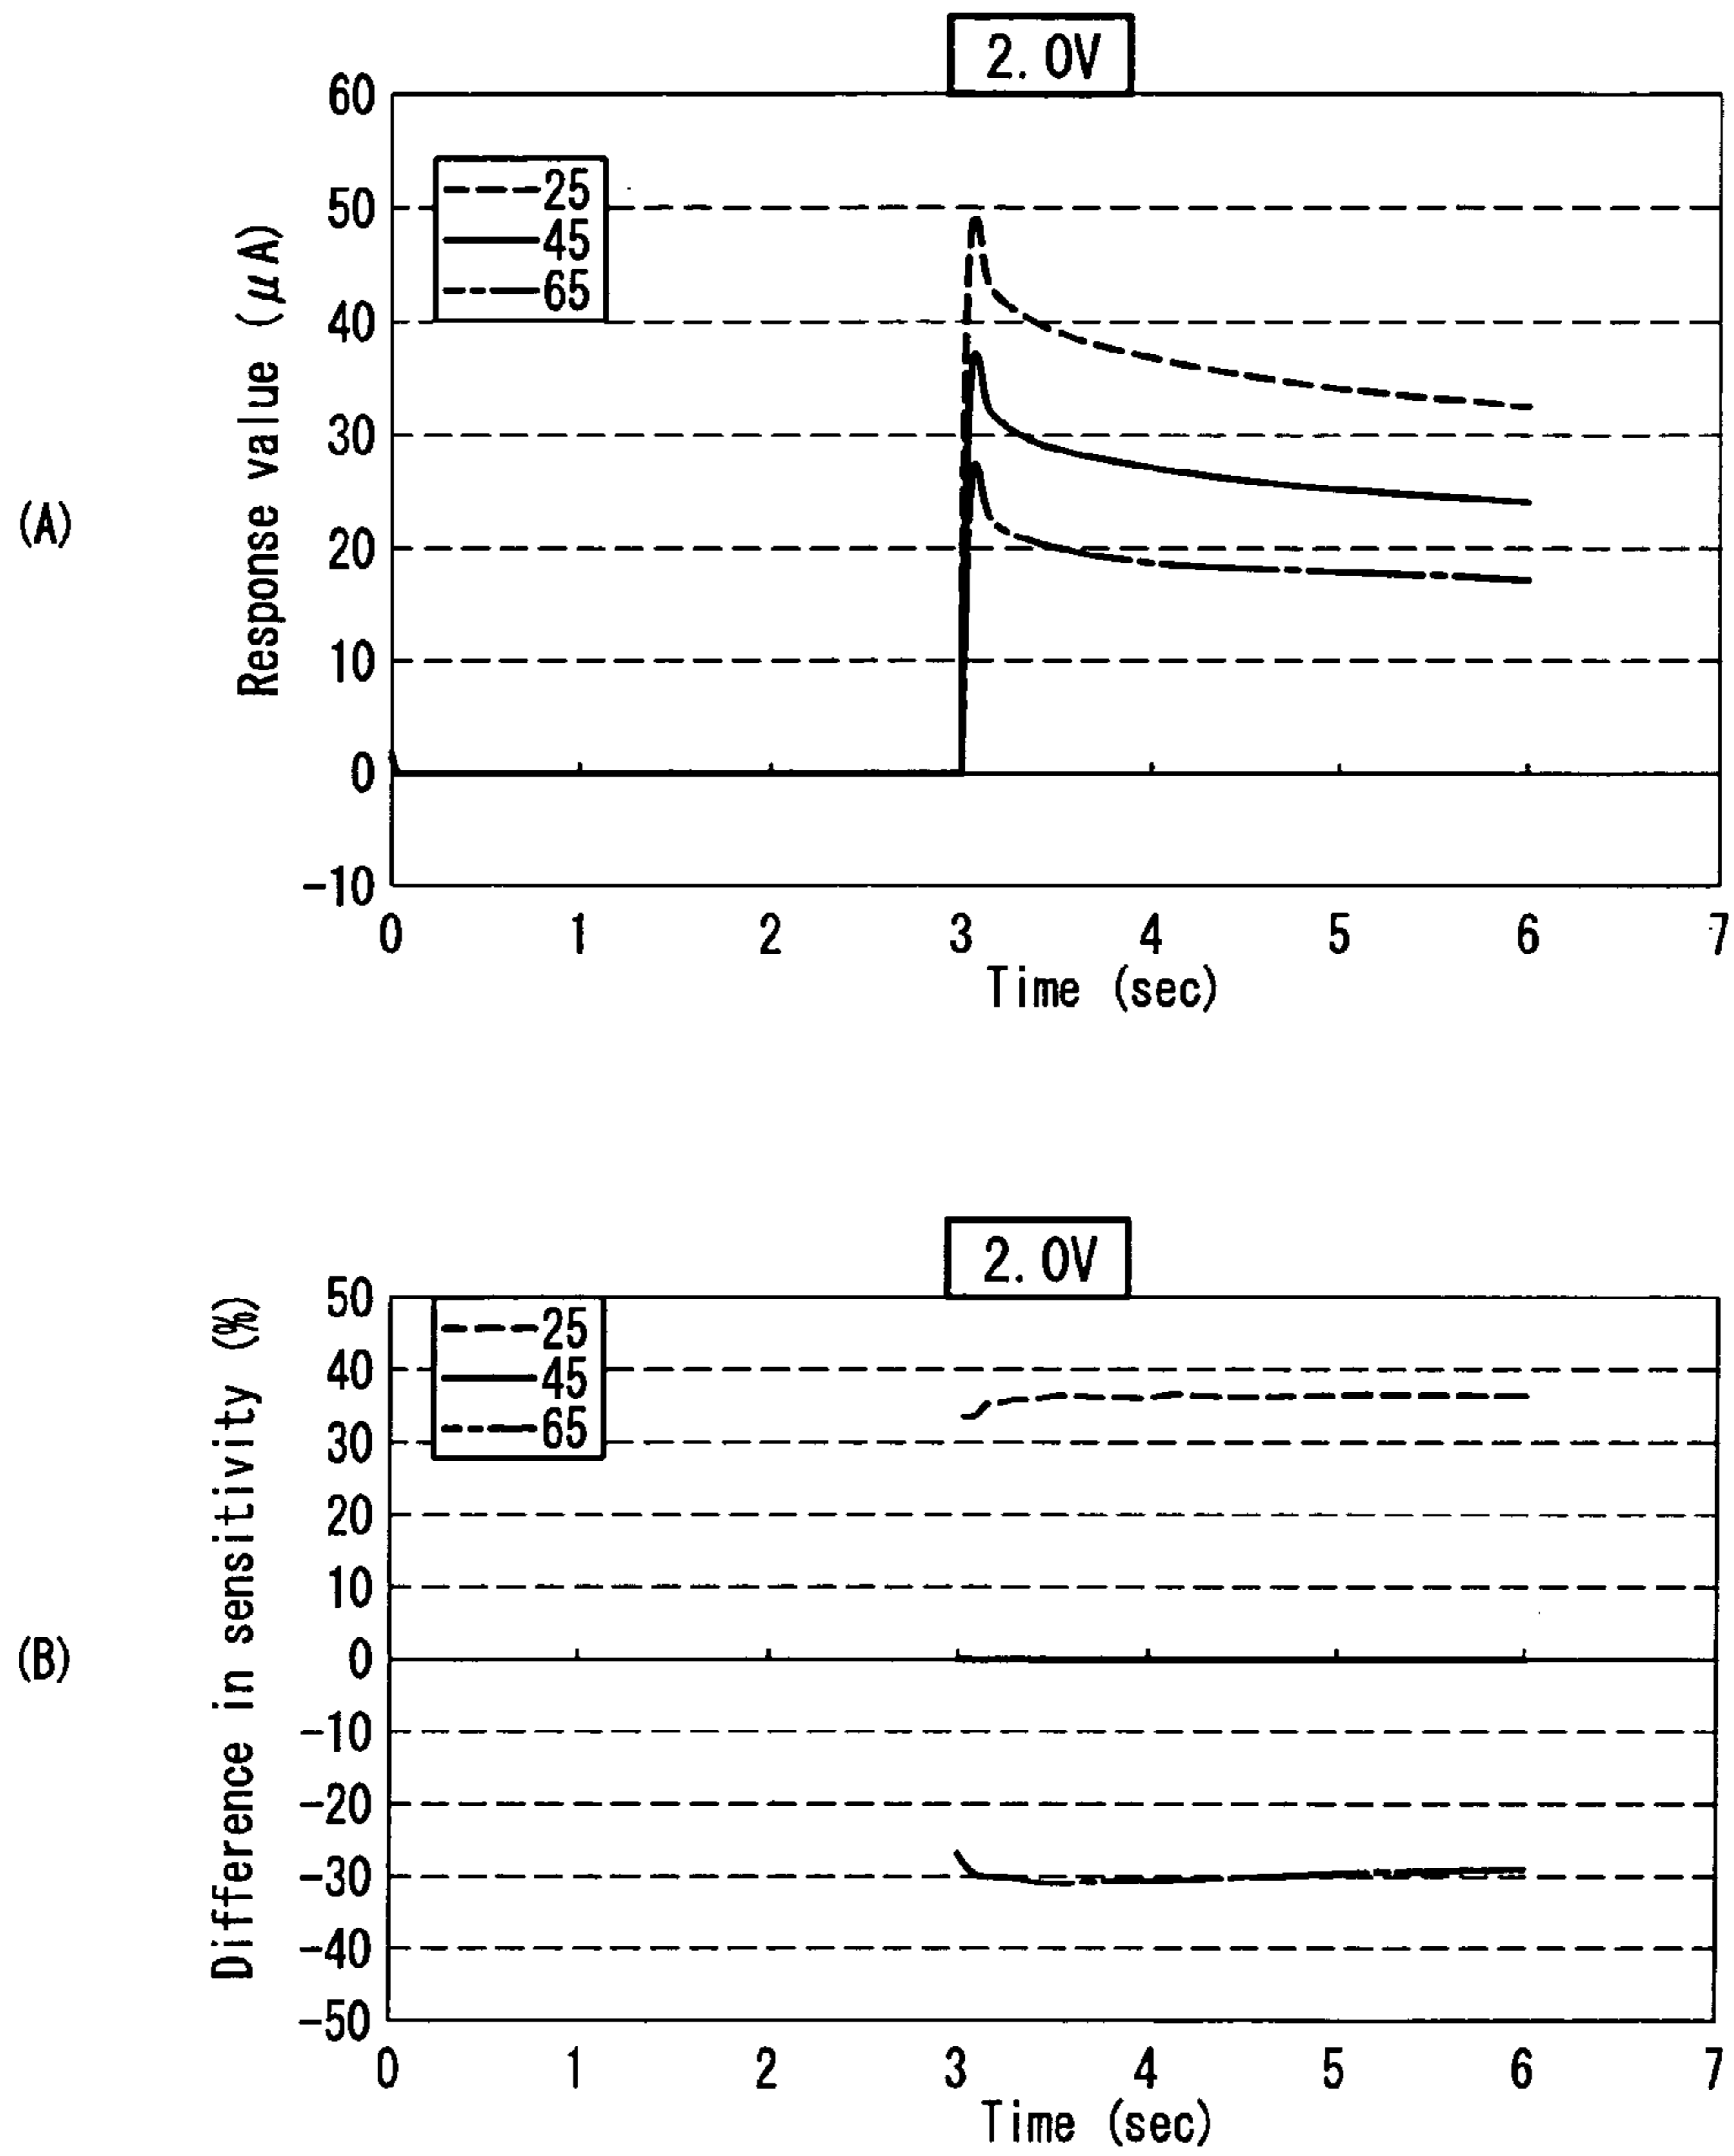 2.0V
60
50
40
30
20
10
0
-10
25
45
65
Response value (μA)
(A)
0 1 2 3 4 5 6 7
Time (sec)
2.0V
50
40
30
20
10
0
-10
-20
-30
-40
-50
25
45
65
Difference in sensitivity (%)
(B)
0 1 2 3 4 5 6 7
Time (sec)